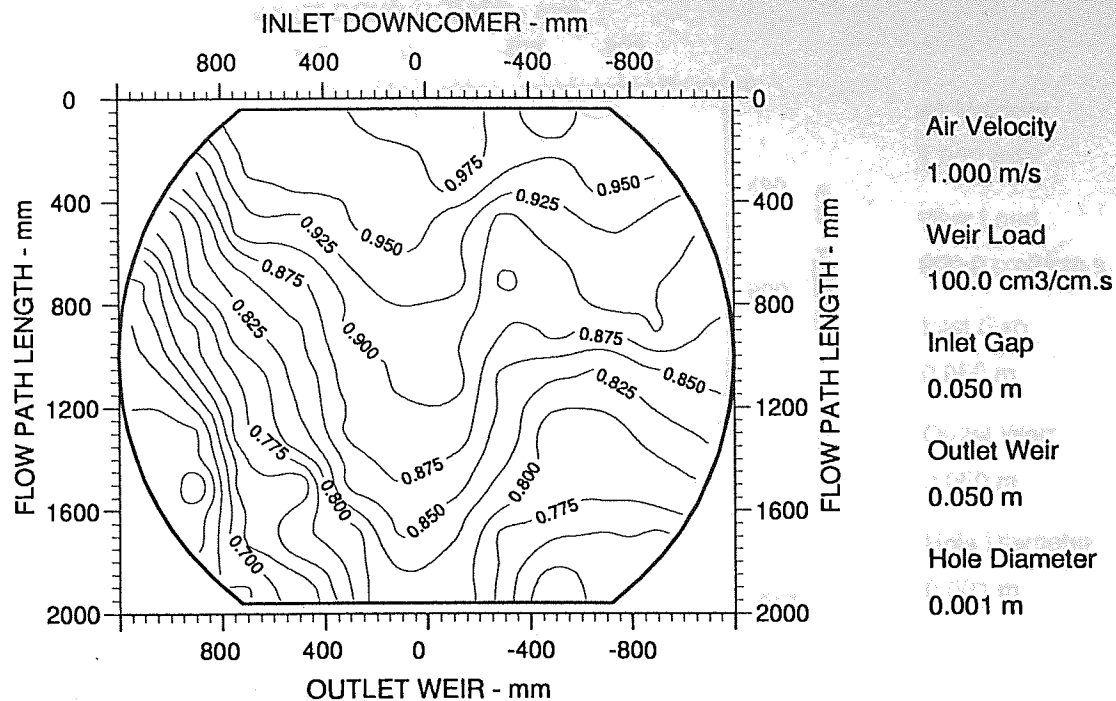 INLET DOWNCOMER - mm
800 400 0 -400 -800
0 0
400 400
800 800
1200 1200
1600 1600
2000 2000
FLOW PATH LENGTH - mm
FLOW PATH LENGTH - mm
0.975
0.950
0.925
0.925
0.950
0.875
0.825
0.900
0.875
0.850
0.825
0.775
0.875
0.800
0.800
0.850
0.775
0.700
800 400 0 -400 -800
OUTLET WEIR - mm
Air Velocity
1.000 m/s
Weir Load
100.0 cm3/cm.s
Inlet Gap
0.050 m
Outlet Weir
0.050 m
Hole Diameter
0.001 m